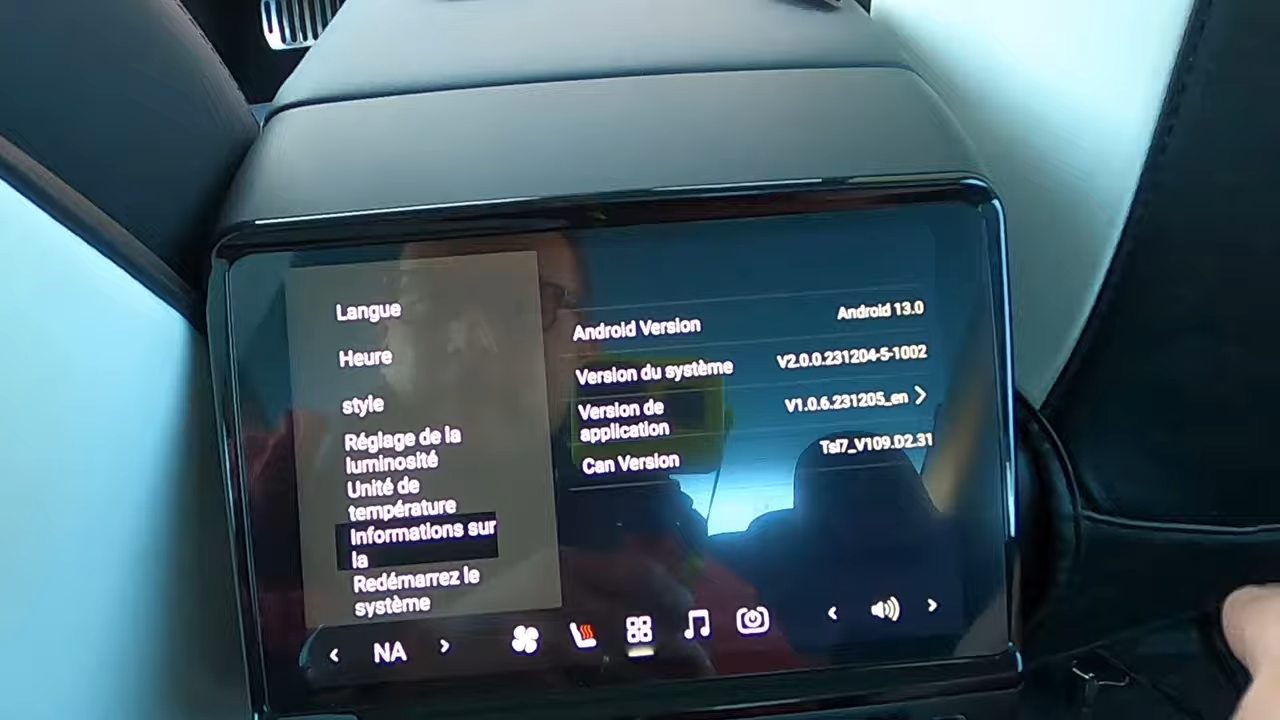 Langue
Heure
style
Réglage de la
luminosité
Unité de
température
Informations sur
la
Redémarrez le
système
Android Version
Android 13.0
Version du système
V2.0.0.231204-5-1002
Version de
application
V1.0.6.231205_en
Can Version
Tsl7_V109.D2.31
NA